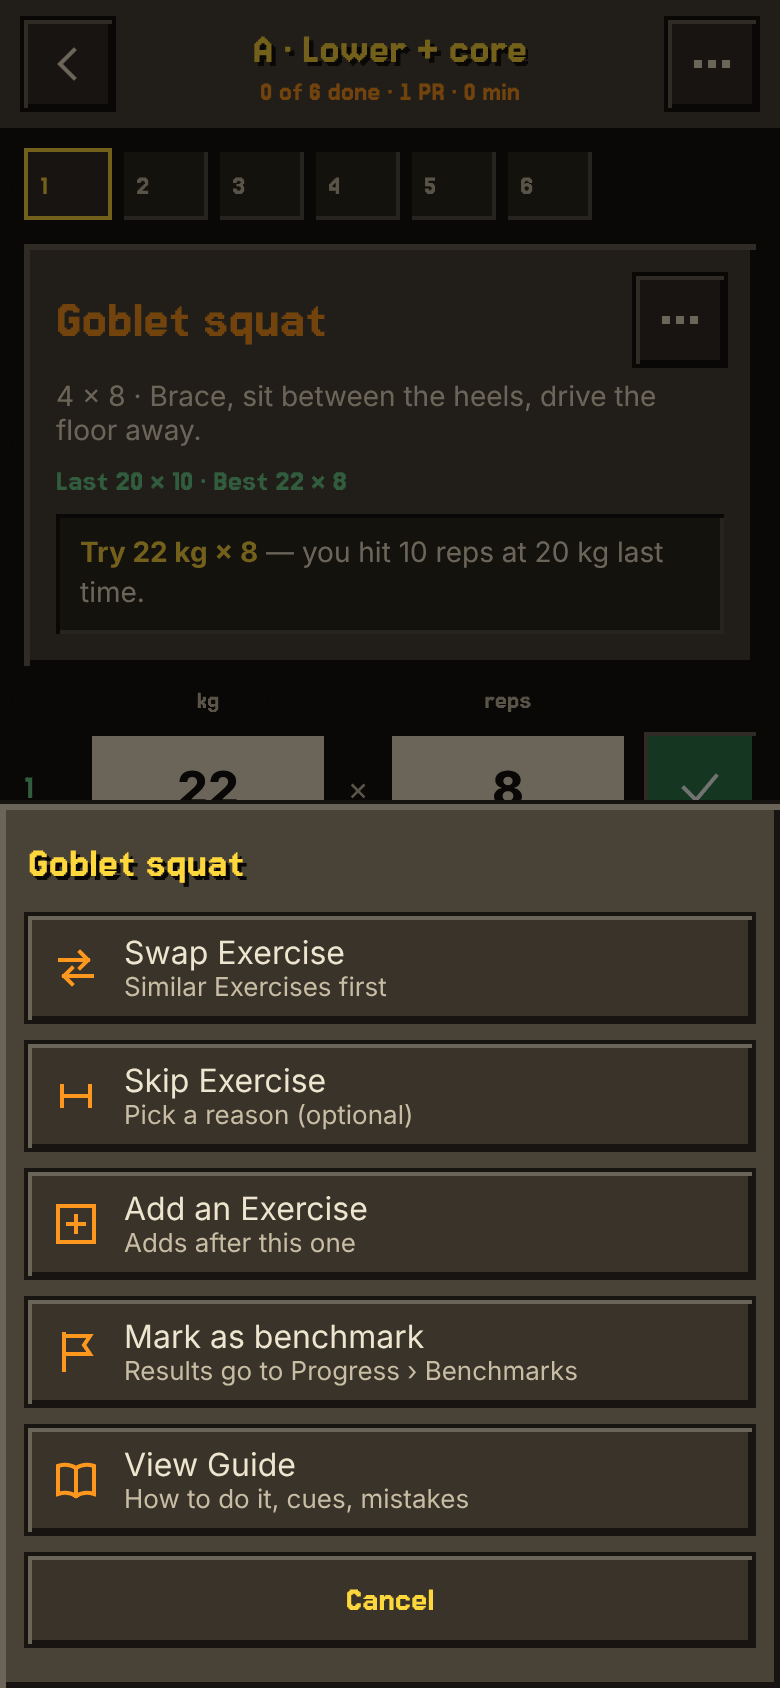 A · Lower + core
0 of 6 done · 1 PR · 0 min
1 2 3 4 5 6
Goblet squat
4 × 8 · Brace, sit between the heels, drive the
floor away.
Last 20 × 10 · Best 22 × 8
Try 22 kg × 8 — you hit 10 reps at 20 kg last
time.
kg reps
1 22 × 8
Goblet squat
Swap Exercise
Similar Exercises first
Skip Exercise
Pick a reason (optional)
Add an Exercise
Adds after this one
Mark as benchmark
Results go to Progress › Benchmarks
View Guide
How to do it, cues, mistakes
Cancel